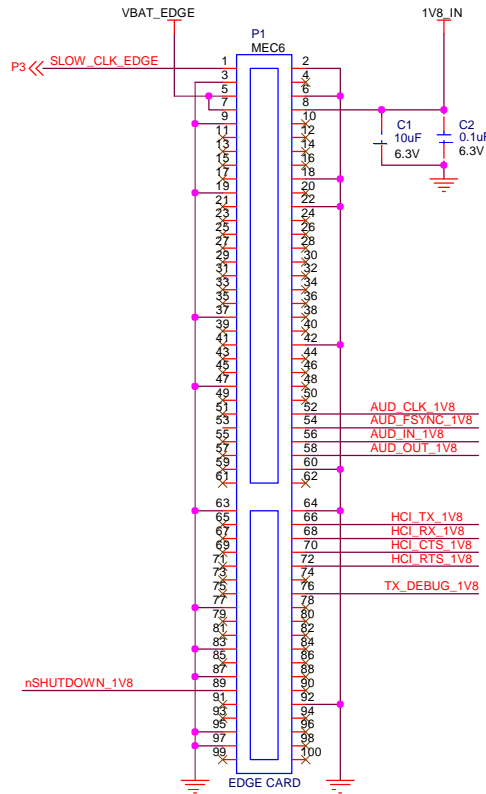 VBAT_EDGE 1V8_IN
P1
MEC6
P3 SLOW_CLK_EDGE 1 2
3 4
5 6
7 8
9 10
11 12
13 14
15 16
17 18
19 20
21 22
23 24
25 26
27 28
29 30
31 32
33 34
35 36
37 38
39 40
41 42
43 44
45 46
47 48
49 50
51 52 AUD_CLK_1V8
53 54 AUD_FSYNC_1V8
55 56 AUD_IN_1V8
57 58 AUD_OUT_1V8
59 60
61 62
63 64
65 66 HCI_TX_1V8
67 68 HCI_RX_1V8
69 70 HCI_CTS_1V8
71 72 HCI_RTS_1V8
73 74
75 76 TX_DEBUG_1V8
77 78
79 80
81 82
83 84
85 86
87 88
nSHUTDOWN_1V8 89 90
91 92
93 94
95 96
97 98
99 100
EDGE CARD
C1
10uF
6.3V
C2
0.1uF
6.3V